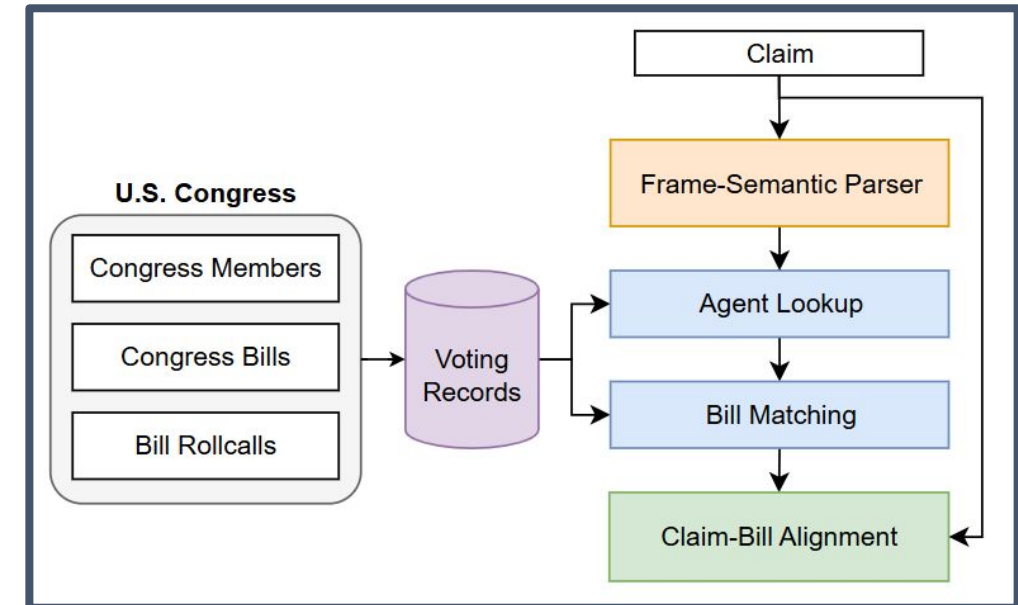 Claim
Frame-Semantic Parser
U.S. Congress
Congress Members
Agent Lookup
Voting
Records
Congress Bills
Bill Matching
Bill Rollcalls
Claim-Bill Alignment